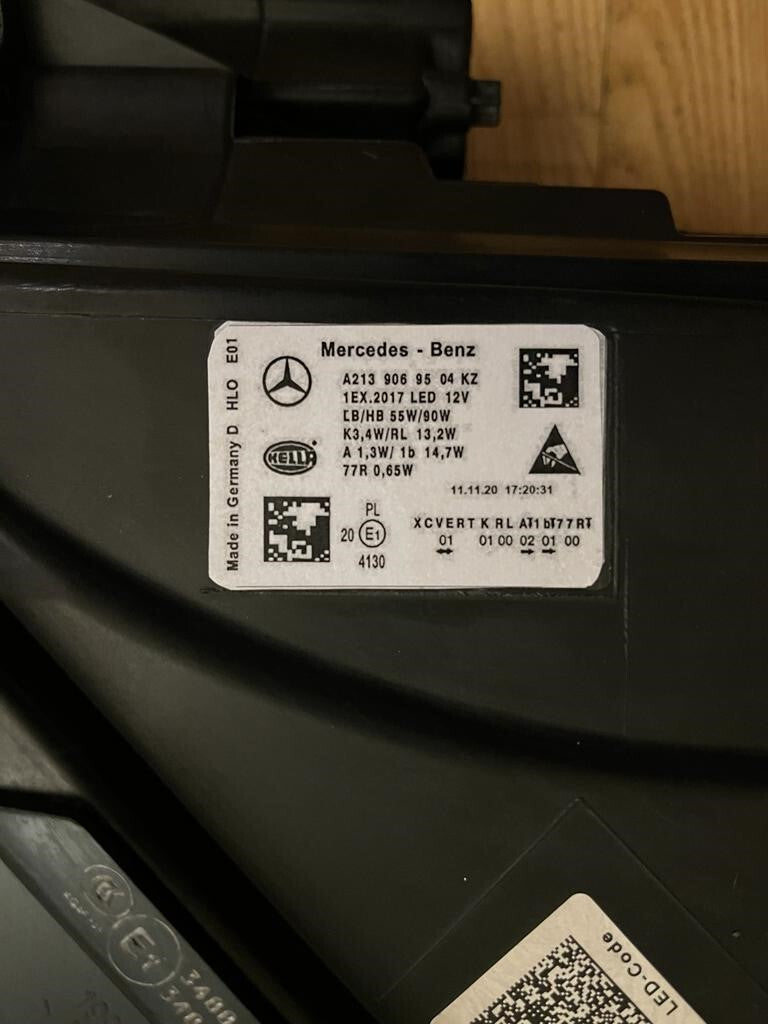 Made in Germany D HLO E01
Mercedes - Benz
A213 906 95 04 KZ
1EX.2017 LED 12V
LB/HB 55W/90W
K3,4W/RL 13,2W
A 1,3W/ 1b 14,7W
77R 0,65W
HELLA
11.11.20 17:20:31
PL
20 E1
4130
XCVERT K RL AT1bT77RT
01 01 00 02 01 00
LED-Code
E1